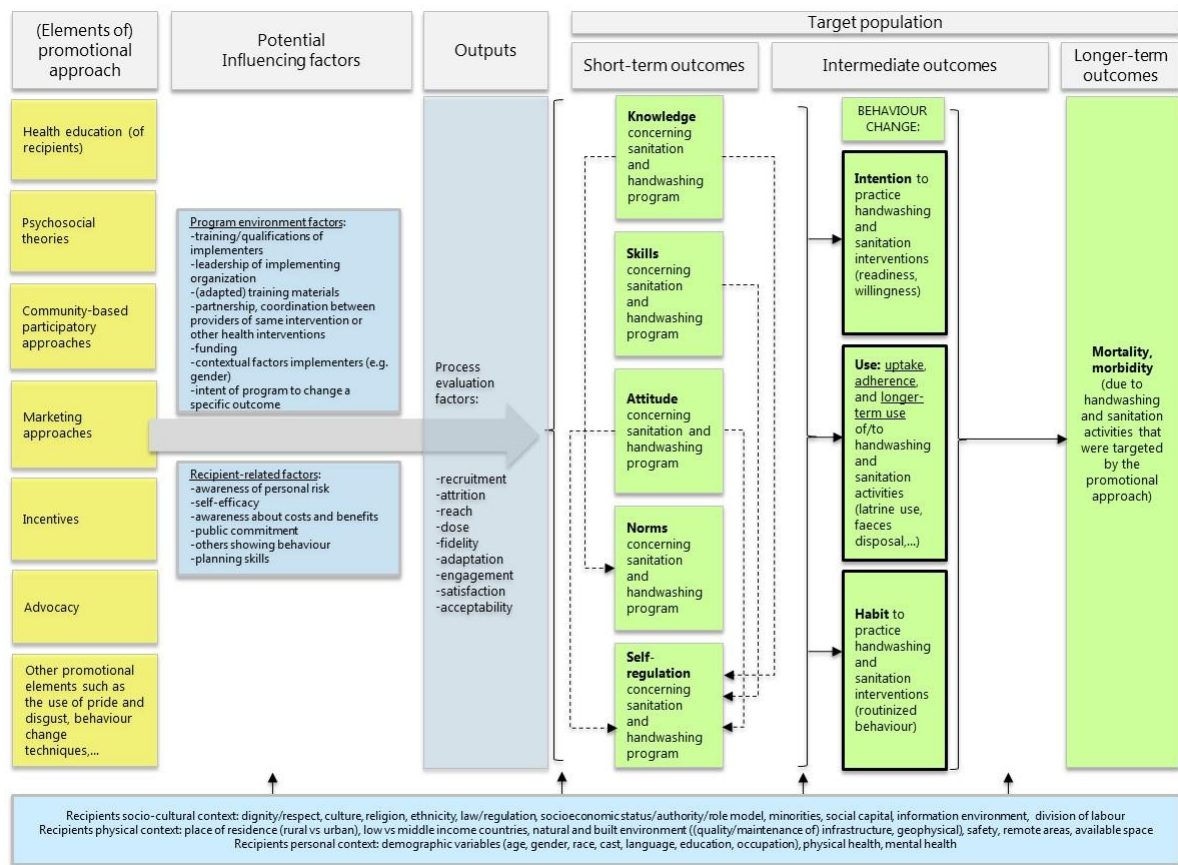 (Elements of)
promotional
approach
Potential
Influencing factors
Outputs
Target population
Short-term outcomes
Intermediate outcomes
Longer-term
outcomes
Health education (of
recipients)
Psychosocial
theories
Community-based
participatory
approaches
Marketing
approaches
Incentives
Advocacy
Other promotional
elements such as
the use of pride and
disgust, behaviour
change
techniques,...
Program environment factors:
-training/qualifications of
implementers
-leadership of implementing
organization
-(adapted) training materials
-partnership, coordination between
providers of same intervention or
other health interventions
-funding
-contextual factors implementers (e.g.
gender)
-intent of program to change a
specific outcome
Recipient-related factors:
-awareness of personal risk
-self-efficacy
-awareness about costs and benefits
-public commitment
-others showing behaviour
-planning skills
Process
evaluation
factors:
-recruitment
-attrition
-reach
-dose
-fidelity
-adaptation
-engagement
-satisfaction
-acceptability
Knowledge
concerning
sanitation
and
handwashing
program
Skills
concerning
sanitation
and
handwashing
program
Attitude
concerning
sanitation and
handwashing
program
Norms
concerning
sanitation
and
handwashing
program
Self-
regulation
concerning
sanitation
and
handwashing
program
BEHAVIOUR
CHANGE:
Intention to
practice
handwashing
and
sanitation
interventions
(readiness,
willingness)
Use: uptake,
adherence,
and longer-
term use
of/to
handwashing
and
sanitation
activities
(latrine use,
faeces
disposal,...)
Habit to
practice
handwashing
and
sanitation
interventions
(routinized
behaviour)
Mortality,
morbidity
(due to
handwashing
and sanitation
activities that
were targeted
by the
promotional
approach)
Recipients socio-cultural context: dignity/respect, culture, religion, ethnicity, law/regulation, socioeconomic status/authority/role model, minorities, social capital, information environment, division of labour
Recipients physical context: place of residence (rural vs urban), low vs middle income countries, natural and built environment ((quality/maintenance of) infrastructure, geophysical), safety, remote areas, available space
Recipients personal context: demographic variables (age, gender, race, cast, language, education, occupation), physical health, mental health